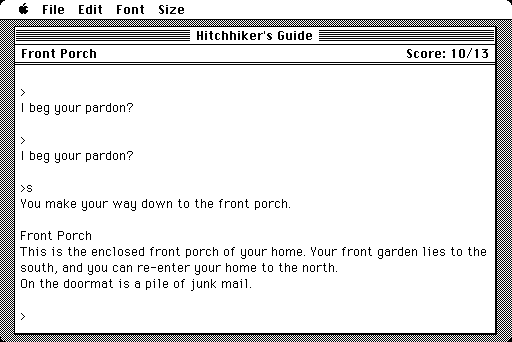 File Edit Font Size
Hitchhiker's Guide
Front Porch Score: 10/13
>
I beg your pardon?
>
I beg your pardon?
>s
You make your way down to the front porch.
Front Porch
This is the enclosed front porch of your home. Your front garden lies to the
south, and you can re-enter your home to the north.
On the doormat is a pile of junk mail.
>